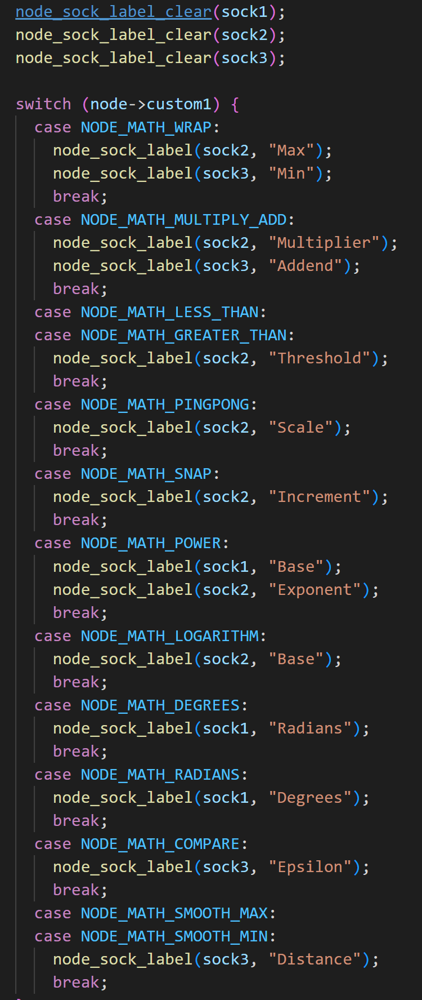 node_sock_label_clear(sock1);
node_sock_label_clear(sock2);
node_sock_label_clear(sock3);

switch (node->custom1) {
  case NODE_MATH_WRAP:
    node_sock_label(sock2, "Max");
    node_sock_label(sock3, "Min");
    break;
  case NODE_MATH_MULTIPLY_ADD:
    node_sock_label(sock2, "Multiplier");
    node_sock_label(sock3, "Addend");
    break;
  case NODE_MATH_LESS_THAN:
  case NODE_MATH_GREATER_THAN:
    node_sock_label(sock2, "Threshold");
    break;
  case NODE_MATH_PINGPONG:
    node_sock_label(sock2, "Scale");
    break;
  case NODE_MATH_SNAP:
    node_sock_label(sock2, "Increment");
    break;
  case NODE_MATH_POWER:
    node_sock_label(sock1, "Base");
    node_sock_label(sock2, "Exponent");
    break;
  case NODE_MATH_LOGARITHM:
    node_sock_label(sock2, "Base");
    break;
  case NODE_MATH_DEGREES:
    node_sock_label(sock1, "Radians");
    break;
  case NODE_MATH_RADIANS:
    node_sock_label(sock1, "Degrees");
    break;
  case NODE_MATH_COMPARE:
    node_sock_label(sock3, "Epsilon");
    break;
  case NODE_MATH_SMOOTH_MAX:
  case NODE_MATH_SMOOTH_MIN:
    node_sock_label(sock3, "Distance");
    break;